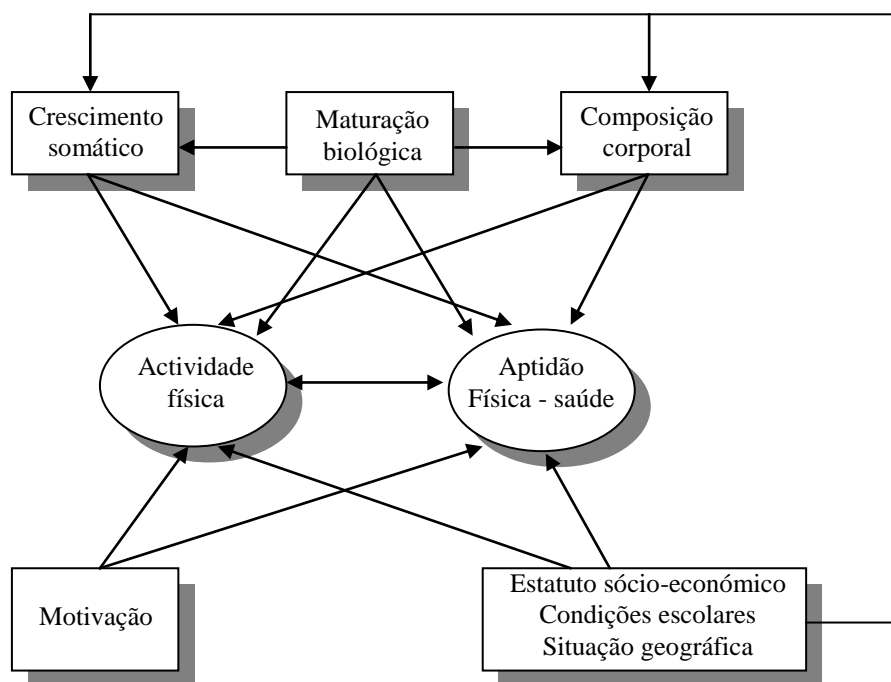 Crescimento
somático
Maturação
biológica
Composição
corporal
Actividade
física
Aptidão
Física - saúde
Motivação
Estatuto sócio-económico
Condições escolares
Situação geográfica